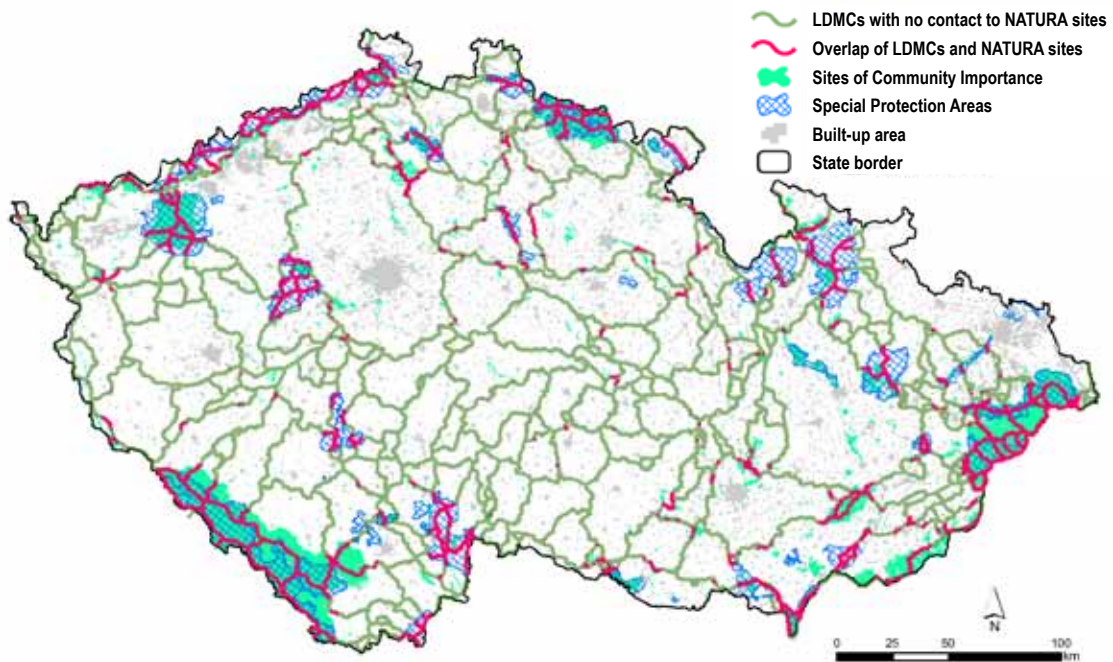 LDMCs with no contact to NATURA sites
Overlap of LDMCs and NATURA sites
Sites of Community Importance
Special Protection Areas
Built-up area
State border
N
0 25 50 100
km